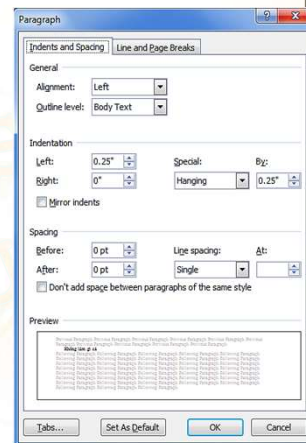 Paragraph
Indents and Spacing Line and Page Breaks
General
Alignment: Left
Outline level: Body Text
Indentation
Left: 0.25" Special: By:
Right: 0" Hanging 0.25"
Mirror indents
Spacing
Before: 0 pt Line spacing: At:
After: 0 pt Single
Don't add space between paragraphs of the same style
Preview
Tabs... Set As Default OK Cancel